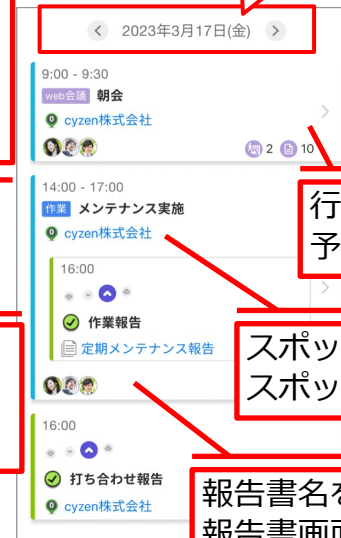 2023年3月17日(金)
9:00 - 9:30
web会議 朝会
cyzen株式会社
2 10
行
予
14:00 - 17:00
作業 メンテナンス実施
cyzen株式会社
16:00
作業報告
定期メンテナンス報告
スポッ
スポッ
16:00
打ち合わせ報告
cyzen株式会社
報告書名を
報告書画面